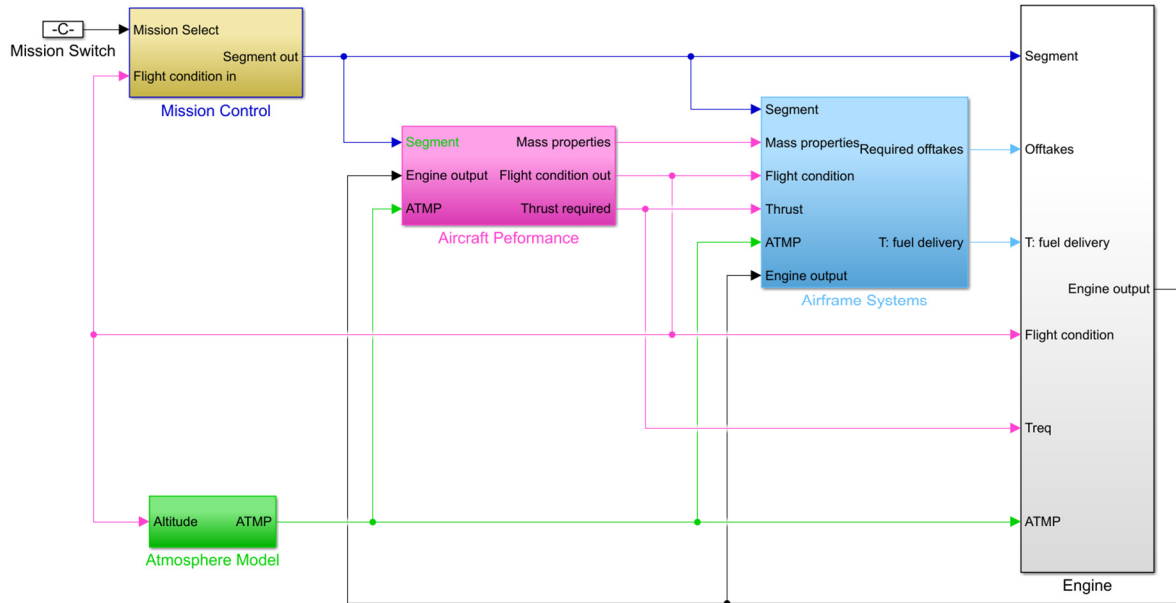 -C-
Mission Switch
Mission Select
Segment out
Flight condition in
Mission Control
Segment
Mass properties
Engine output
Flight condition out
ATMP
Thrust required
Aircraft Peformance
Segment
Mass properties
Required offtakes
Flight condition
Thrust
ATMP
T: fuel delivery
Engine output
Airframe Systems
Segment
Offtakes
T: fuel delivery
Engine output
Flight condition
Treq
ATMP
Engine
Altitude
ATMP
Atmosphere Model